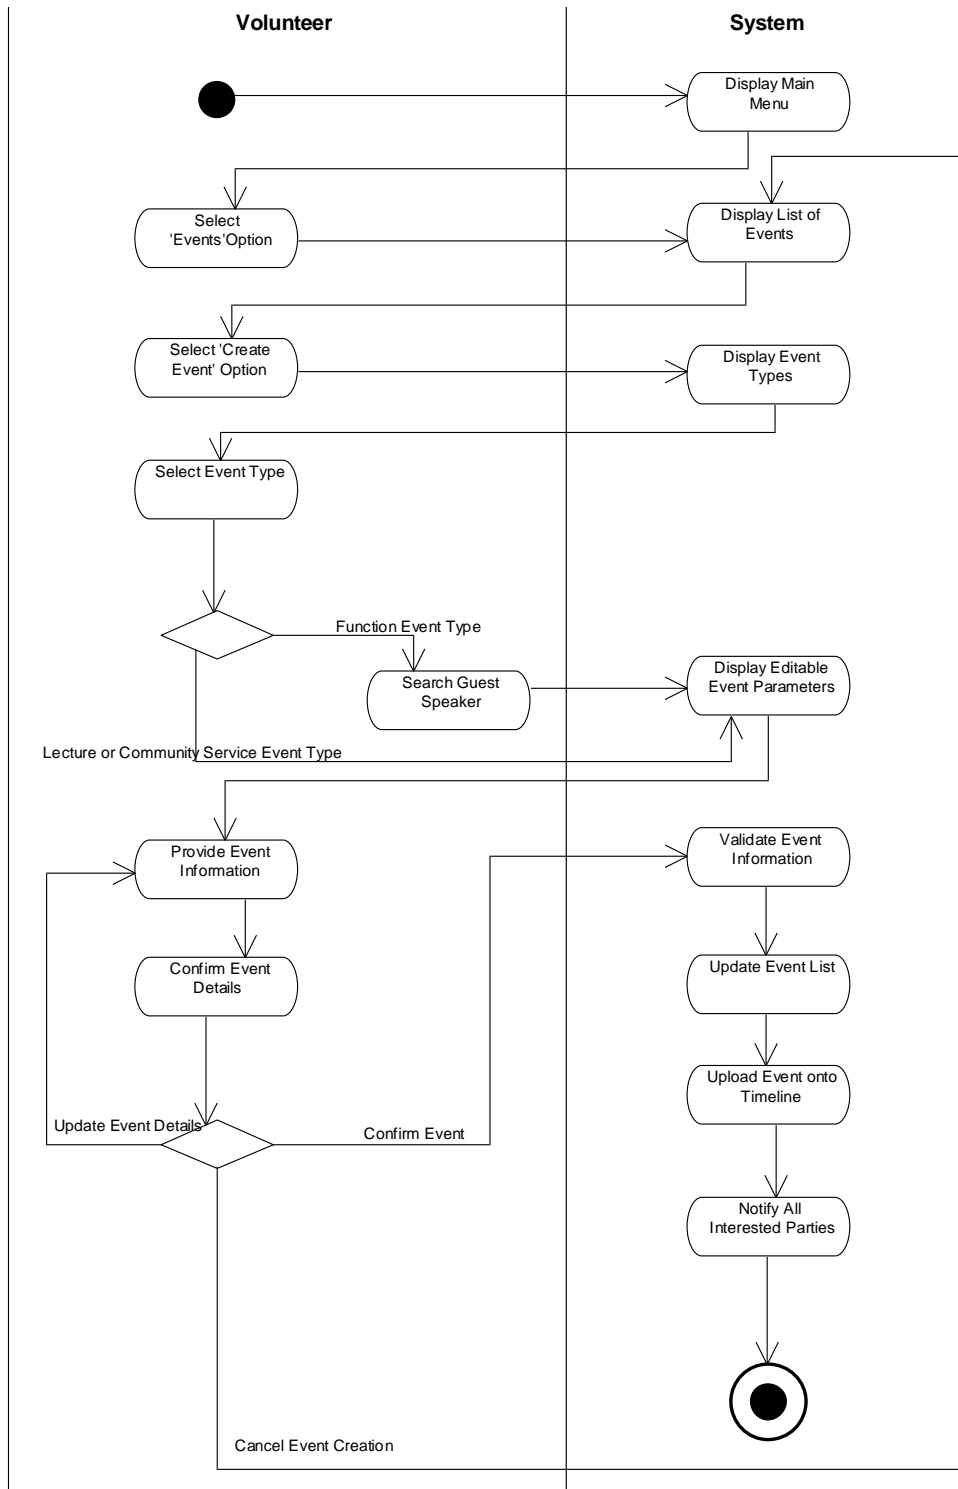 Volunteer
System
Display Main
Menu
Select
'Events'Option
Display List of
Events
Select 'Create
Event' Option
Display Event
Types
Select Event Type
Function Event Type
Search Guest
Speaker
Display Editable
Event Parameters
Lecture or Community Service Event Type
Provide Event
Information
Validate Event
Information
Confirm Event
Details
Update Event List
Upload Event onto
Timeline
Update Event Details
Confirm Event
Notify All
Interested Parties
Cancel Event Creation